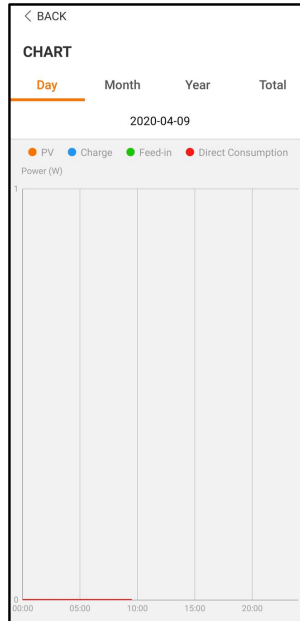 < BACK
CHART
Day Month Year Total
2020-04-09
PV Charge Feed-in Direct Consumption
Power (W)
1
0
00:00 05:00 10:00 15:00 20:00